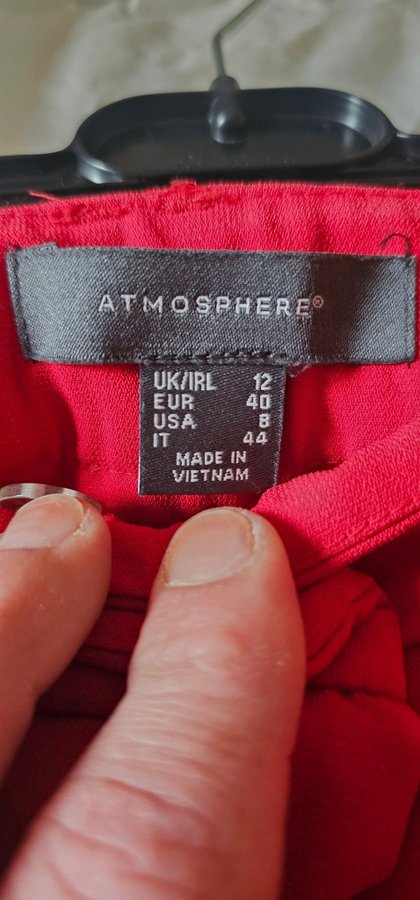 ATMOSPHERE®
UK/IRL 12
EUR 40
USA 8
IT 44
MADE IN
VIETNAM